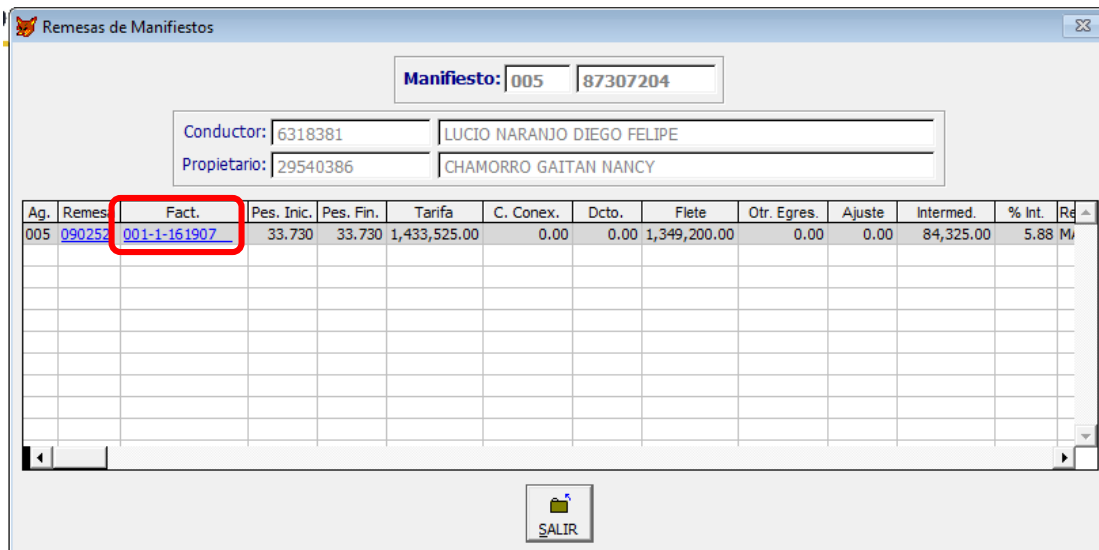 Remesas de Manifiestos
Manifiesto: 005 87307204
Conductor: 6318381 LUCIO NARANJO DIEGO FELIPE
Propietario: 29540386 CHAMORRO GAITAN NANCY
Ag. Remesa Fact. Pes. Inic. Pes. Fin. Tarifa C. Conex. Dcto. Flete Otr. Egres. Ajuste Intermed. % Int. Re
005 090252 001-1-161907 33.730 33.730 1,433,525.00 0.00 0.00 1,349,200.00 0.00 0.00 84,325.00 5.88 MA
SALIR